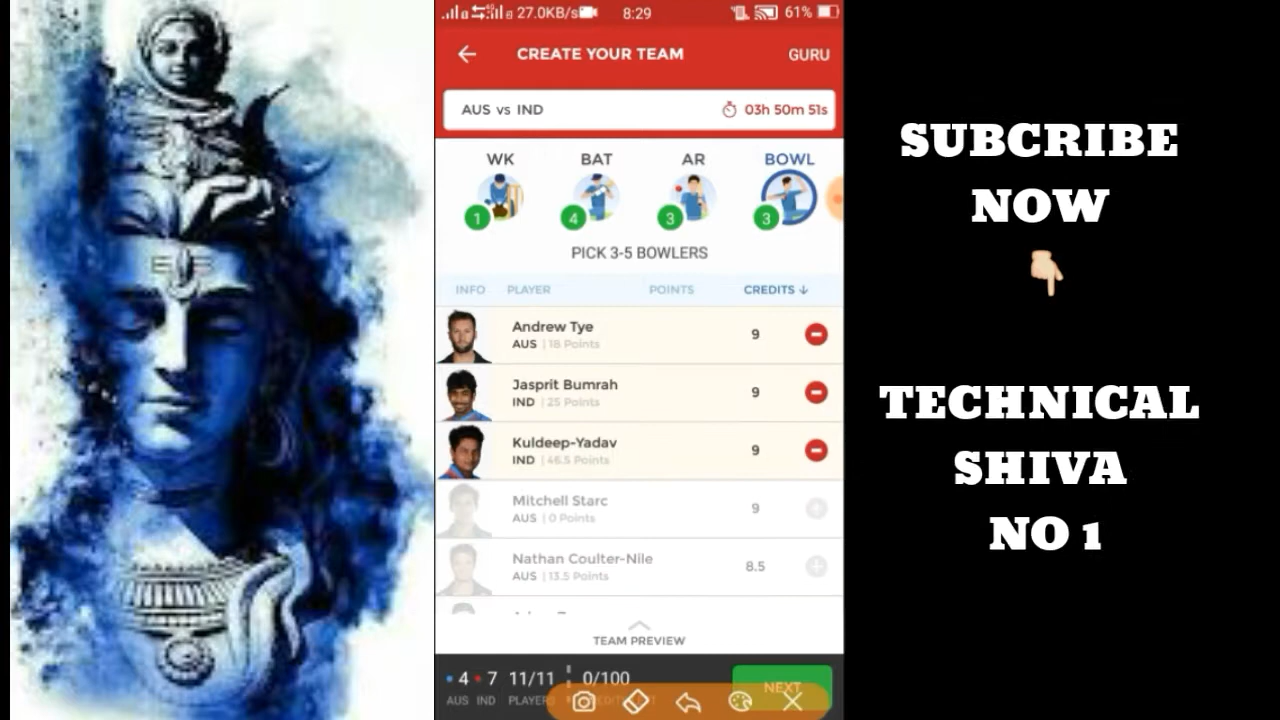 27.0KB/s 8:29 61%
CREATE YOUR TEAM GURU
AUS vs IND 03h 50m 51s
WK BAT AR BOWL
1 4 3 3
PICK 3-5 BOWLERS
INFO PLAYER POINTS CREDITS ↓
Andrew Tye
AUS | 18 Points
9
Jasprit Bumrah
IND | 25 Points
9
Kuldeep-Yadav
IND | 46.5 Points
9
Mitchell Starc
AUS | 0 Points
9
Nathan Coulter-Nile
AUS | 13.5 Points
8.5
TEAM PREVIEW
4 7 11/11 0/100
AUS IND
NEXT
SUBCRIBE
NOW
👇🏻
TECHNICAL
SHIVA
NO 1